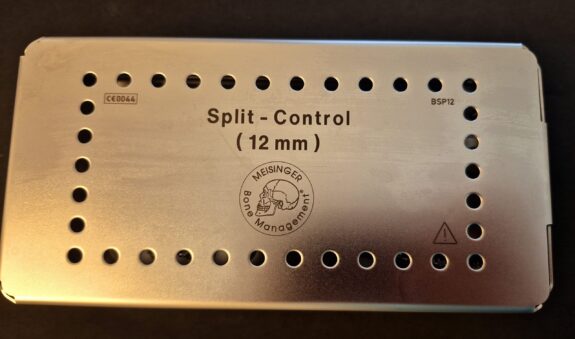 CE0044
BSP12
Split - Control
( 12 mm )
MEISINGER
Bone Management®